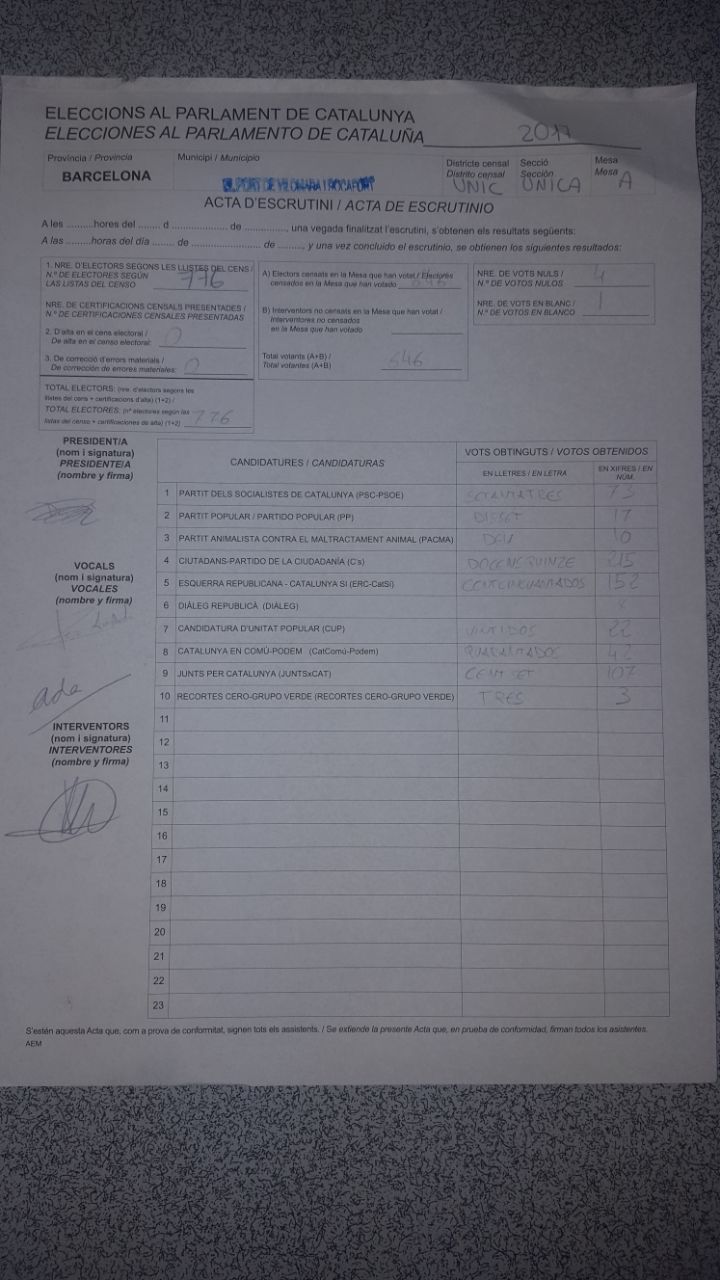 ELECCIONS AL PARLAMENT DE CATALUNYA
ELECCIONES AL PARLAMENTO DE CATALUÑA 2017
Província / Provincia
BARCELONA
Municipi / Municipio
EL PONT DE VILOMARA I ROCAFORT
Districte censal
Distrito censal
UNIC
Secció
Sección
ÚNICA
Mesa
Mesa
A
ACTA D'ESCRUTINI / ACTA DE ESCRUTINIO
A les .........hores del ....... d ....................... de ............., una vegada finalitzat l'escrutini, s'obtenen els resultats següents:
A las .........horas del día ....... de ....................... de ........, y una vez concluido el escrutinio, se obtienen los siguientes resultados:
1. NRE. D'ELECTORS SEGONS LES LLISTES DEL CENS /
N.º DE ELECTORES SEGÚN
LAS LISTAS DEL CENSO 776
NRE. DE CERTIFICACIONS CENSALS PRESENTADES /
N.º DE CERTIFICACIONES CENSALES PRESENTADAS
2. D'alta en el cens electoral /
De alta en el censo electoral: 0
3. De correcció d'errors materials /
De corrección de errores materiales: 0
TOTAL ELECTORS: (nre. d'electors segons les
llistes del cens + certificacions d'alta) (1+2) /
TOTAL ELECTORES: (nº electores según las
listas del censo + certificaciones de alta) (1+2) 776
A) Electors censats en la Mesa que han votat / Electores
censados en la Mesa que han votado 646
B) Interventors no censats en la Mesa que han votat /
Interventores no censados
en la Mesa que han votado
Total votants (A+B) /
Total votantes (A+B) 646
NRE. DE VOTS NULS /
N.º DE VOTOS NULOS 4
NRE. DE VOTS EN BLANC /
N.º DE VOTOS EN BLANCO 1
PRESIDENT/A
(nom i signatura)
PRESIDENTE/A
(nombre y firma)
VOCALS
(nom i signatura)
VOCALES
(nombre y firma)
Ada
INTERVENTORS
(nom i signatura)
INTERVENTORES
(nombre y firma)
CANDIDATURES / CANDIDATURAS
VOTS OBTINGUTS / VOTOS OBTENIDOS
EN LLETRES / EN LETRA
EN XIFRES / EN NÚM.
1 PARTIT DELS SOCIALISTES DE CATALUNYA (PSC-PSOE) SETANTATRES 73
2 PARTIT POPULAR / PARTIDO POPULAR (PP) DISSET 17
3 PARTIT ANIMALISTA CONTRA EL MALTRACTAMENT ANIMAL (PACMA) DEU 10
4 CIUTADANS-PARTIDO DE LA CIUDADANÍA (C's) DOCENSQUINZE 215
5 ESQUERRA REPUBLICANA - CATALUNYA SÍ (ERC-CatSí) CENTCINQUANTADOS 152
6 DIÀLEG REPUBLICÀ (DIÀLEG)
7 CANDIDATURA D'UNITAT POPULAR (CUP) VINTIDOS 22
8 CATALUNYA EN COMÚ-PODEM (CatComú-Podem) QUARANTADOS 42
9 JUNTS PER CATALUNYA (JUNTSxCAT) CENT SET 107
10 RECORTES CERO-GRUPO VERDE (RECORTES CERO-GRUPO VERDE) TRES 3
11
12
13
14
15
16
17
18
19
20
21
22
23
S'estén aquesta Acta que, com a prova de conformitat, signen tots els assistents. / Se extiende la presente Acta que, en prueba de conformidad, firman todos los asistentes.
AEM